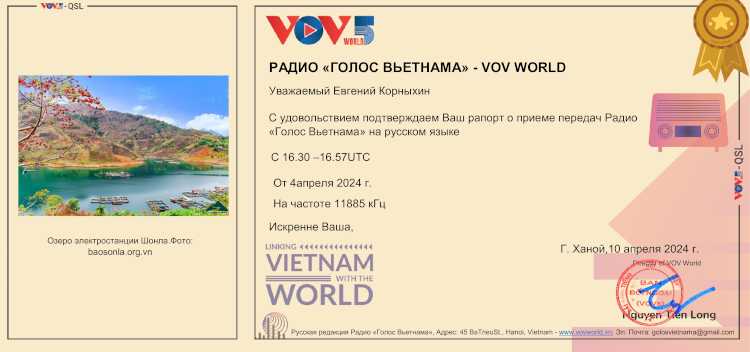 VOV5 - QSL
Озеро электростанции Шонла.Фото:
baosonla.org.vn
VOV5
WORLD
РАДИО «ГОЛОС ВЬЕТНАМА» - VOV WORLD
Уважаемый Евгений Корныхин
С удовольствием подтверждаем Ваш рапорт о приеме передач Радио
«Голос Вьетнама» на русском языке
С 16.30 –16.57UTC
От 4апреля 2024 г.
На частоте 11885 кГц
Искренне Ваша,
LINKING
VIETNAM
WITH THE
WORLD
VOV5 - QSL
Г. Ханой,10 апреля 2024 г.
of VOV World
BAN
(VOV5)
Nguyen Tien Long
Русская редакция Радио «Голос Вьетнама», Адрес: 45 BaTrieuSt., Hanoi, Vietnam - www.vovworld.vn; Эл. Почта: golosvietnama@gmail.com